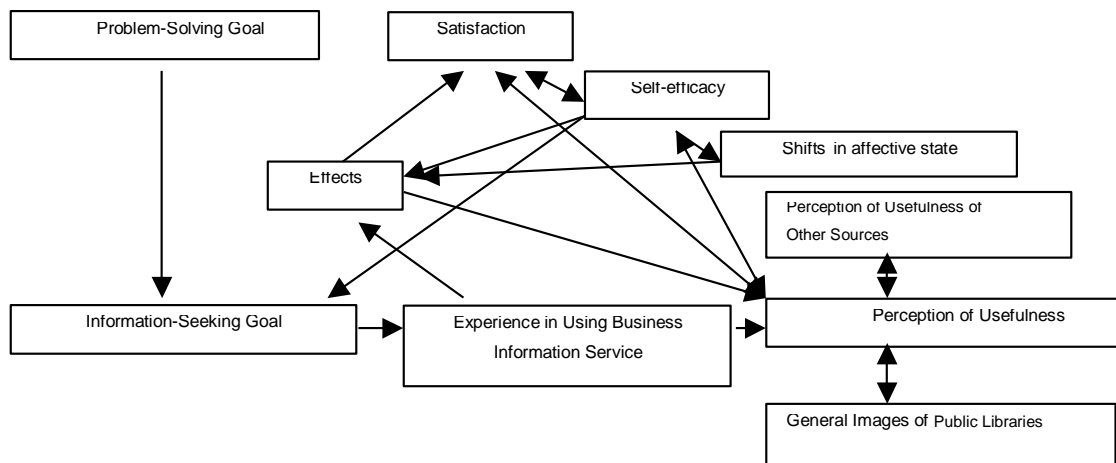 Problem-Solving Goal
Satisfaction
Self-efficacy
Shifts in affective state
Effects
Perception of Usefulness of
Other Sources
Information-Seeking Goal
Experience in Using Business
Information Service
Perception of Usefulness
General Images of Public Libraries